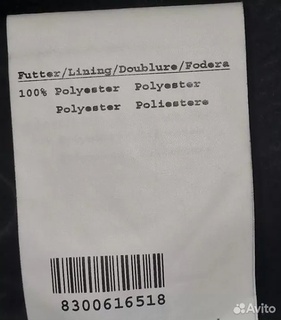 Futter/Lining/Doublure/Fodera
100% Polyester Polyester
Polyester Poliestere
8300616518
Avito